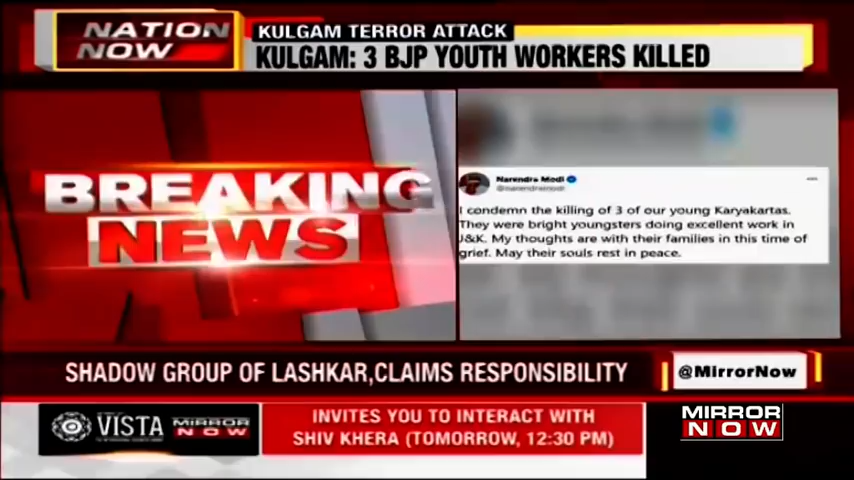 NATION
NOW
KULGAM TERROR ATTACK
KULGAM: 3 BJP YOUTH WORKERS KILLED
BREAKING
NEWS
Narendra Modi
@narendramodi
I condemn the killing of 3 of our young Karyakartas.
They were bright youngsters doing excellent work in
J&K. My thoughts are with their families in this time of
grief. May their souls rest in peace.
SHADOW GROUP OF LASHKAR,CLAIMS RESPONSIBILITY
@MirrorNow
VISTA
MIRROR
NOW
INVITES YOU TO INTERACT WITH
SHIV KHERA (TOMORROW, 12:30 PM)
MIRROR
NOW